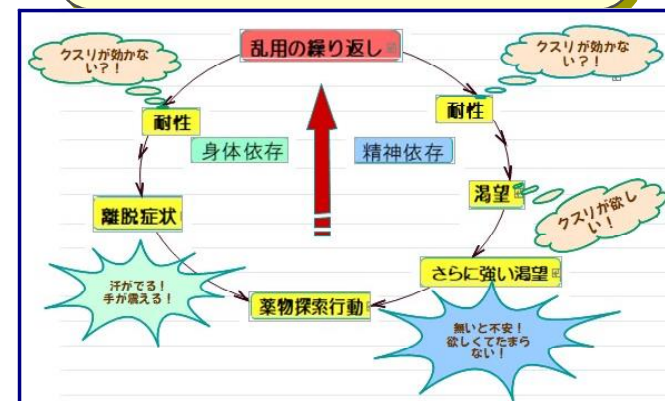 乱用の繰り返し
クスリが効かな
い？！
クスリが効かな
い？！
耐性
耐性
身体依存
精神依存
離脱症状
渇望
クスリが欲し
い！
汗がでる！
手が震える！
さらに強い渇望
薬物探索行動
無いと不安！
欲しくてたまら
ない！